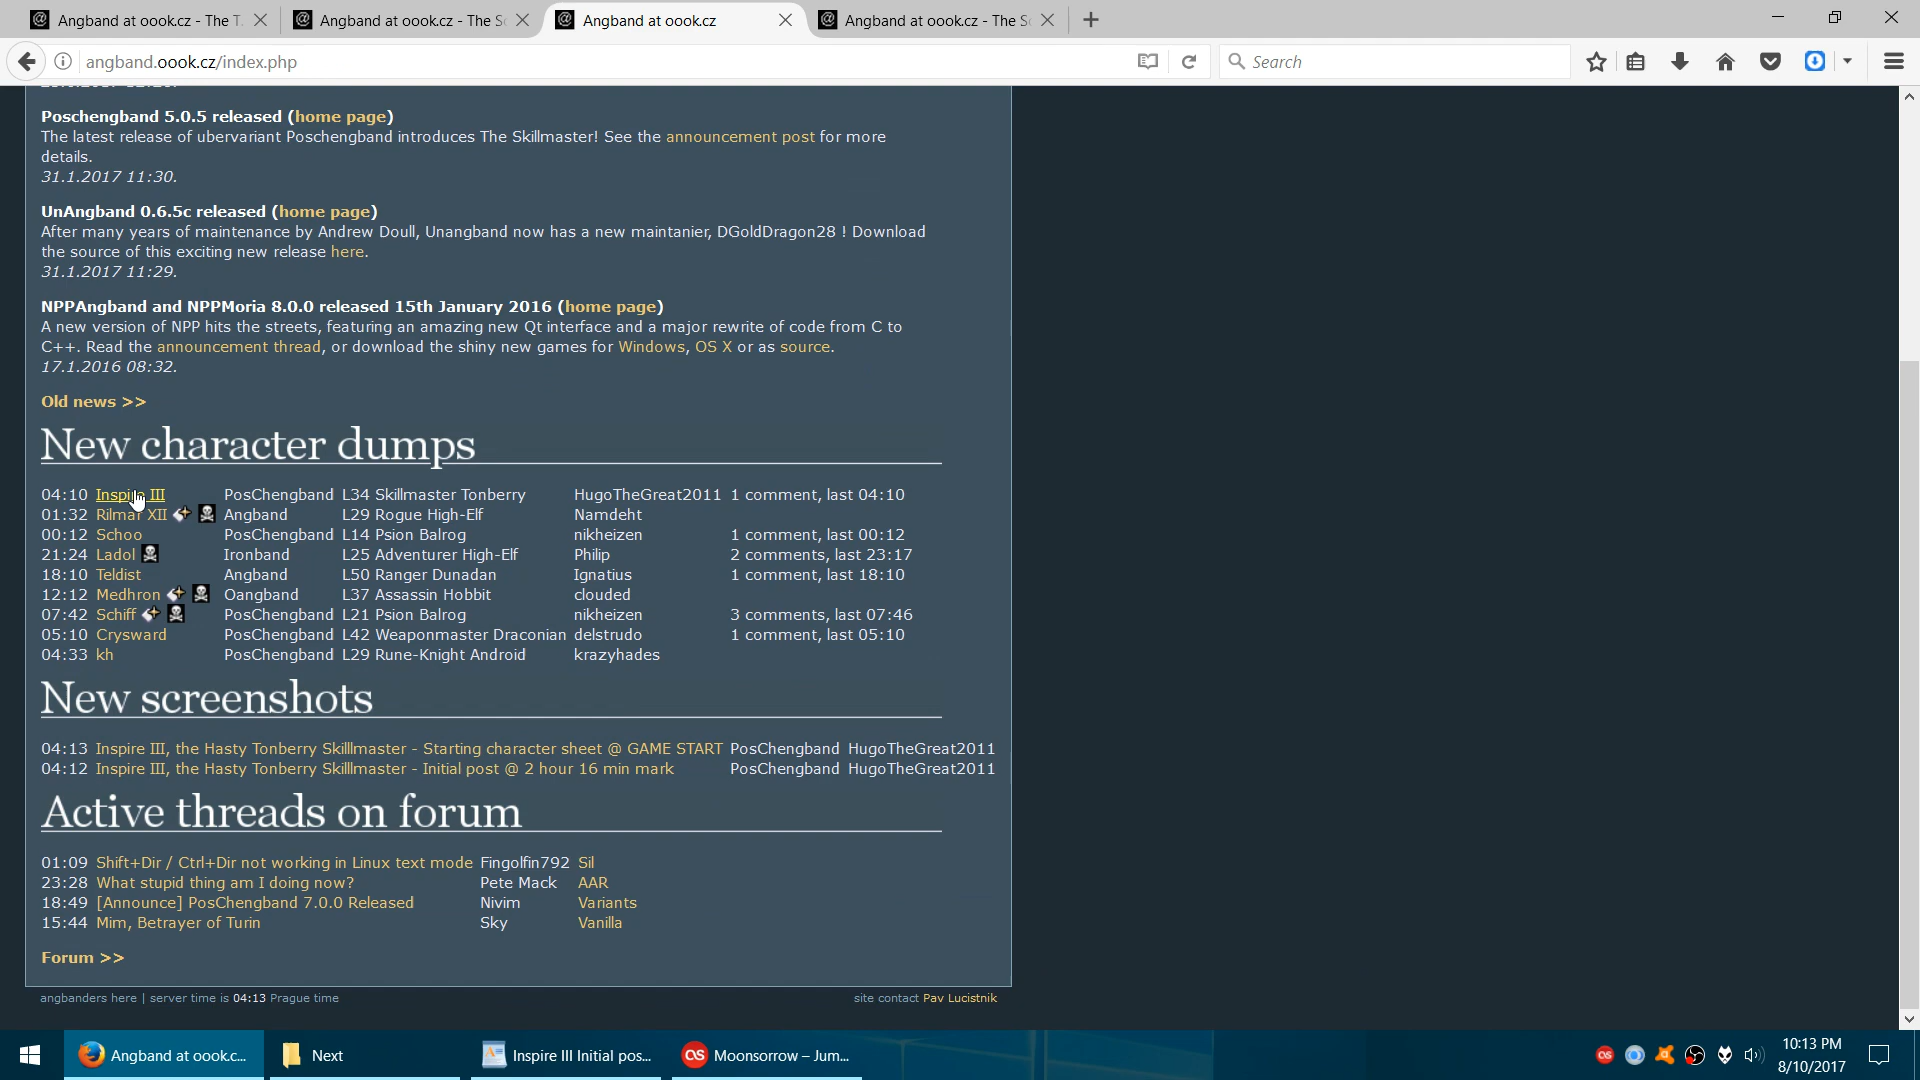 Angband at oook.cz - The T
Angband at oook.cz - The Sc
Angband at oook.cz
Angband at oook.cz - The Sc
angband.oook.cz/index.php
Search
Poschengband 5.0.5 released (home page)
The latest release of ubervariant Poschengband introduces The Skillmaster! See the announcement post for more
details.
31.1.2017 11:30.
UnAngband 0.6.5c released (home page)
After many years of maintenance by Andrew Doull, Unangband now has a new maintanier, DGoldDragon28 ! Download
the source of this exciting new release here.
31.1.2017 11:29.
NPPAngband and NPPMoria 8.0.0 released 15th January 2016 (home page)
A new version of NPP hits the streets, featuring an amazing new Qt interface and a major rewrite of code from C to
C++. Read the announcement thread, or download the shiny new games for Windows, OS X or as source.
17.1.2016 08:32.
Old news >>
New character dumps
04:10 Inspire III PosChengband L34 Skillmaster Tonberry HugoTheGreat2011 1 comment, last 04:10
01:32 Rilmar XII Angband L29 Rogue High-Elf Namdeht
00:12 Schoo PosChengband L14 Psion Balrog nikheizen 1 comment, last 00:12
21:24 Ladol Ironband L25 Adventurer High-Elf Philip 2 comments, last 23:17
18:10 Teldist Angband L50 Ranger Dunadan Ignatius 1 comment, last 18:10
12:12 Medhron Oangband L37 Assassin Hobbit clouded
07:42 Schiff PosChengband L21 Psion Balrog nikheizen 3 comments, last 07:46
05:10 Crysward PosChengband L42 Weaponmaster Draconian delstrudo 1 comment, last 05:10
04:33 kh PosChengband L29 Rune-Knight Android krazyhades
New screenshots
04:13 Inspire III, the Hasty Tonberry Skilllmaster - Starting character sheet @ GAME START PosChengband HugoTheGreat2011
04:12 Inspire III, the Hasty Tonberry Skilllmaster - Initial post @ 2 hour 16 min mark PosChengband HugoTheGreat2011
Active threads on forum
01:09 Shift+Dir / Ctrl+Dir not working in Linux text mode Fingolfin792 Sil
23:28 What stupid thing am I doing now? Pete Mack AAR
18:49 [Announce] PosChengband 7.0.0 Released Nivim Variants
15:44 Mim, Betrayer of Turin Sky Vanilla
Forum >>
angbanders here | server time is 04:13 Prague time
site contact Pav Lucistnik
Angband at oook.c...
Next
Inspire III Initial pos...
Moonsorrow – Jum...
10:13 PM
8/10/2017